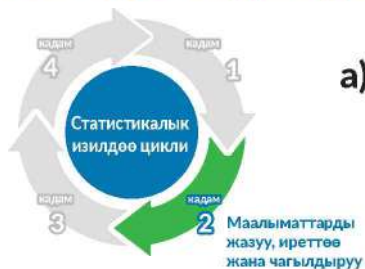 кадам
4
кадам
1
а)
Статистикалык
изилдөө цикли
кадам
3
кадам
2
Маалыматтарды
жазуу, иреттөө
жана чагылдыруу